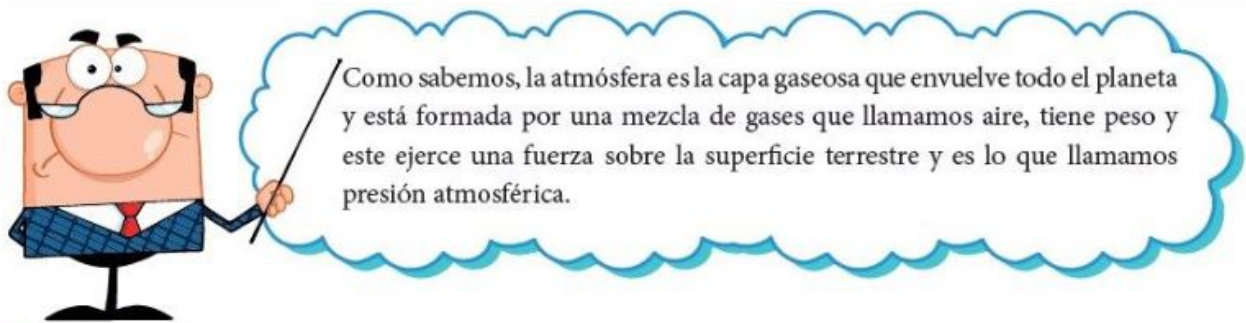 Como sabemos, la atmósfera es la capa gaseosa que envuelve todo el planeta
y está formada por una mezcla de gases que llamamos aire, tiene peso y
este ejerce una fuerza sobre la superficie terrestre y es lo que llamamos
presión atmosférica.